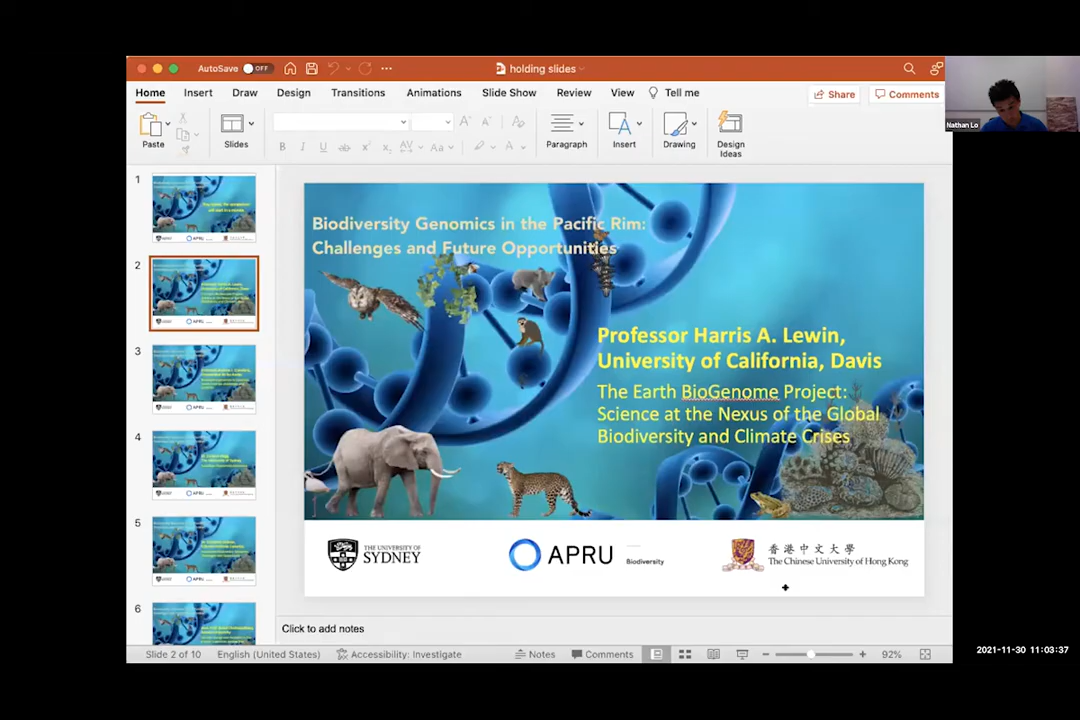 AutoSave OFF
holding slides
Home Insert Draw Design Transitions Animations Slide Show Review View Tell me
Share Comments
Paste Slides Paragraph Insert Drawing Design
Ideas
Nathan Lo
1
2
3
4
5
6
Biodiversity Genomics in the Pacific Rim:
Challenges and Future Opportunities
Professor Harris A. Lewin,
University of California, Davis
The Earth BioGenome Project:
Science at the Nexus of the Global
Biodiversity and Climate Crises
THE UNIVERSITY OF
SYDNEY
APRU
Biodiversity
香港中文大學
The Chinese University of Hong Kong
Click to add notes
Slide 2 of 10 English (United States) Accessibility: Investigate Notes Comments 92%
2021-11-30 11:03:37